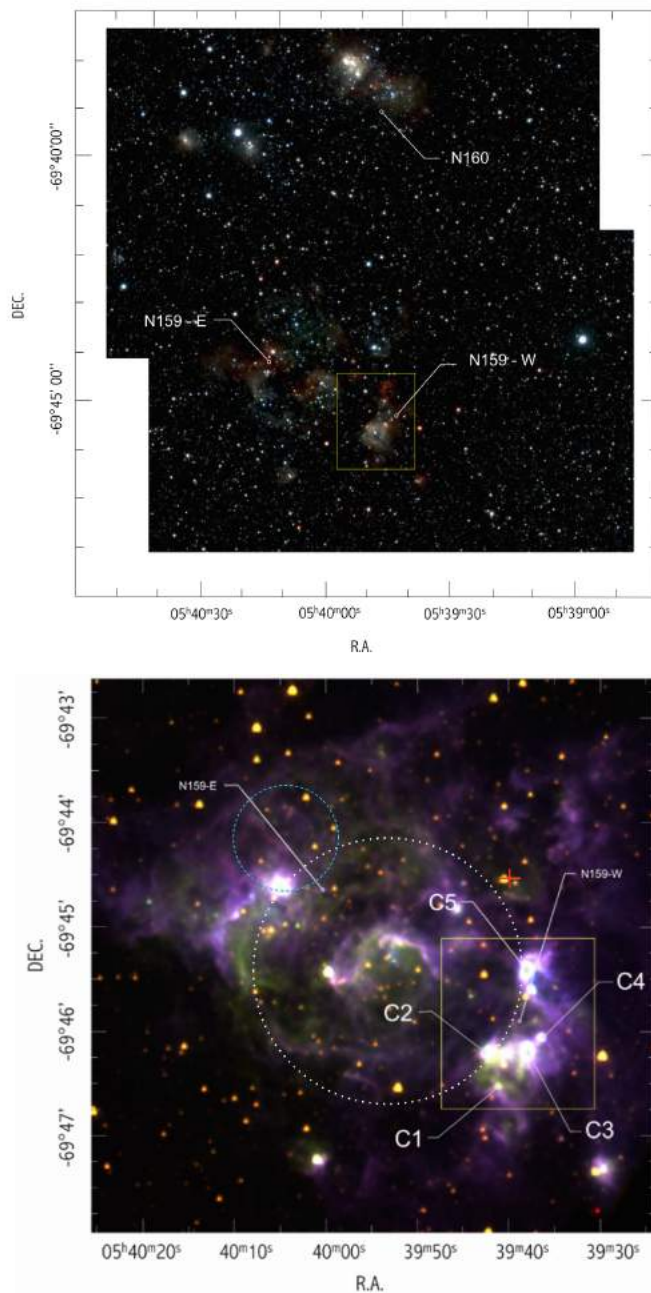 N160
-69°40'00"
DEC.
N159 - E
N159 - W
-69°45' 00"
05ʰ40ᵐ30ˢ 05ʰ40ᵐ00ˢ 05ʰ39ᵐ30ˢ 05ʰ39ᵐ00ˢ
R.A.
-69°43'
N159-E
-69°44'
N159-W
C5
-69°45'
DEC.
C4
C2
-69°46'
C3
C1
-69°47'
05ʰ40ᵐ20ˢ 40ᵐ10ˢ 40ᵐ00ˢ 39ᵐ50ˢ 39ᵐ40ˢ 39ᵐ30ˢ
R.A.